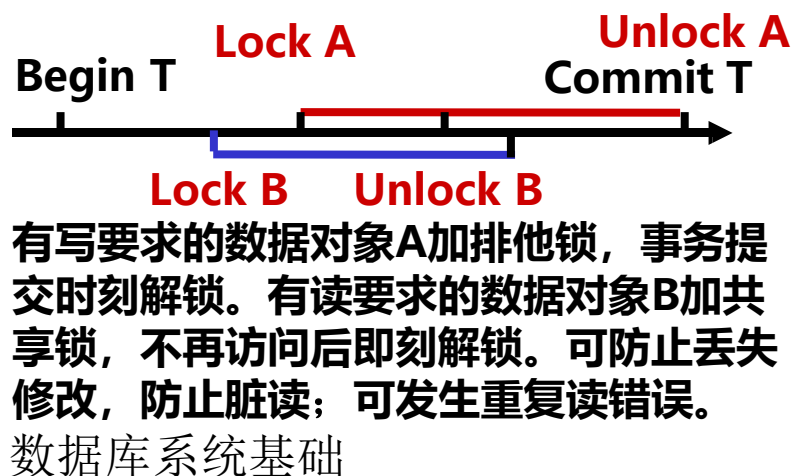 Lock A
Unlock A
Begin T
Commit T
Lock B
Unlock B
有写要求的数据对象A加排他锁，事务提
交时刻解锁。有读要求的数据对象B加共
享锁，不再访问后即刻解锁。可防止丢失
修改，防止脏读；可发生重复读错误。
数据库系统基础